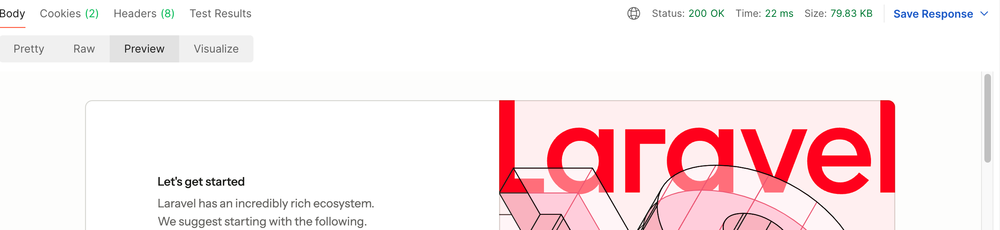 Body Cookies (2) Headers (8) Test Results Status: 200 OK Time: 22 ms Size: 79.83 KB Save Response
Pretty Raw Preview Visualize
Laravel
Let's get started
Laravel has an incredibly rich ecosystem.
We suggest starting with the following.